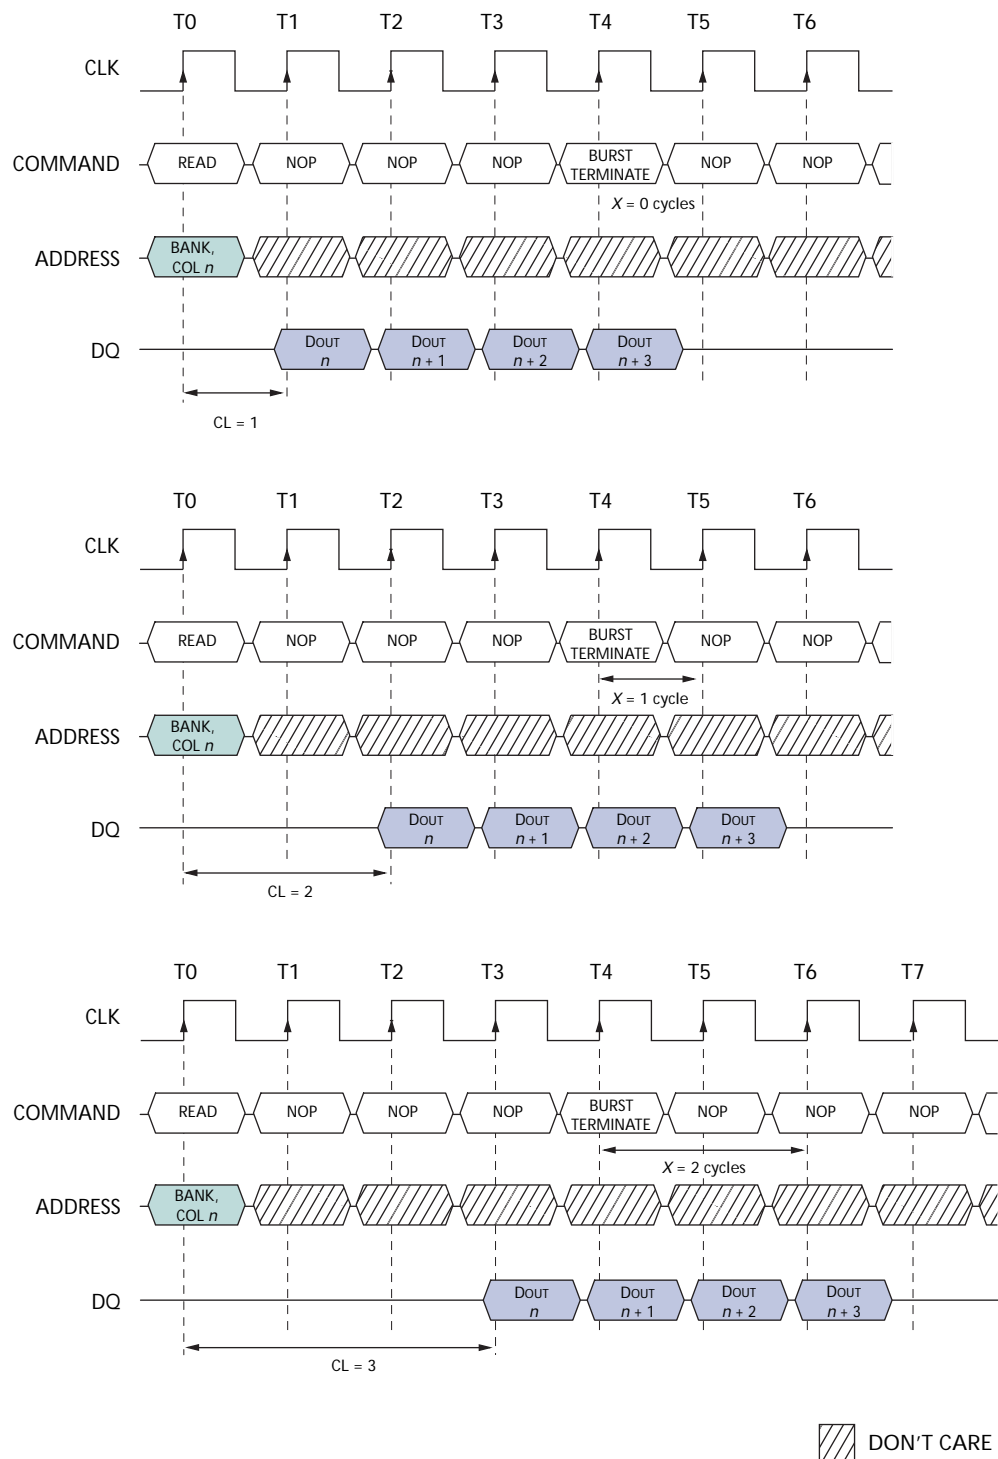 T0 T1 T2 T3 T4 T5 T6
CLK
COMMAND READ NOP NOP NOP BURST TERMINATE NOP NOP
X = 0 cycles
ADDRESS BANK, COL n
DQ DOUT n DOUT n + 1 DOUT n + 2 DOUT n + 3
CL = 1
T0 T1 T2 T3 T4 T5 T6
CLK
COMMAND READ NOP NOP NOP BURST TERMINATE NOP NOP
X = 1 cycle
ADDRESS BANK, COL n
DQ DOUT n DOUT n + 1 DOUT n + 2 DOUT n + 3
CL = 2
T0 T1 T2 T3 T4 T5 T6 T7
CLK
COMMAND READ NOP NOP NOP BURST TERMINATE NOP NOP NOP
X = 2 cycles
ADDRESS BANK, COL n
DQ DOUT n DOUT n + 1 DOUT n + 2 DOUT n + 3
CL = 3
DON'T CARE